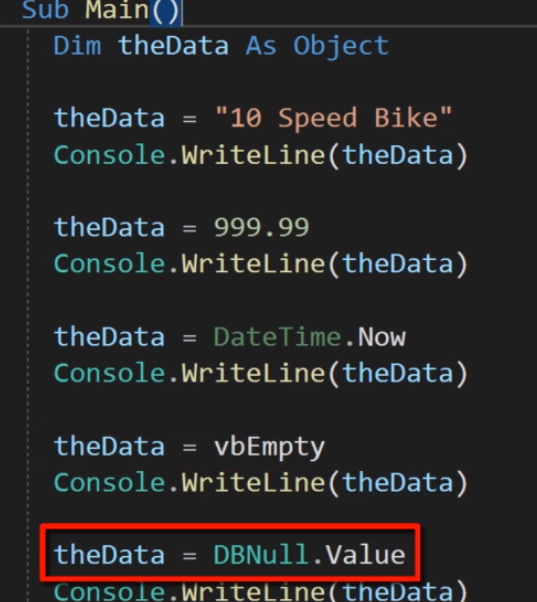 Sub Main()
Dim theData As Object
theData = "10 Speed Bike"
Console.WriteLine(theData)
theData = 999.99
Console.WriteLine(theData)
theData = DateTime.Now
Console.WriteLine(theData)
theData = vbEmpty
Console.WriteLine(theData)
theData = DBNull.Value
Console.WriteLine(theData)